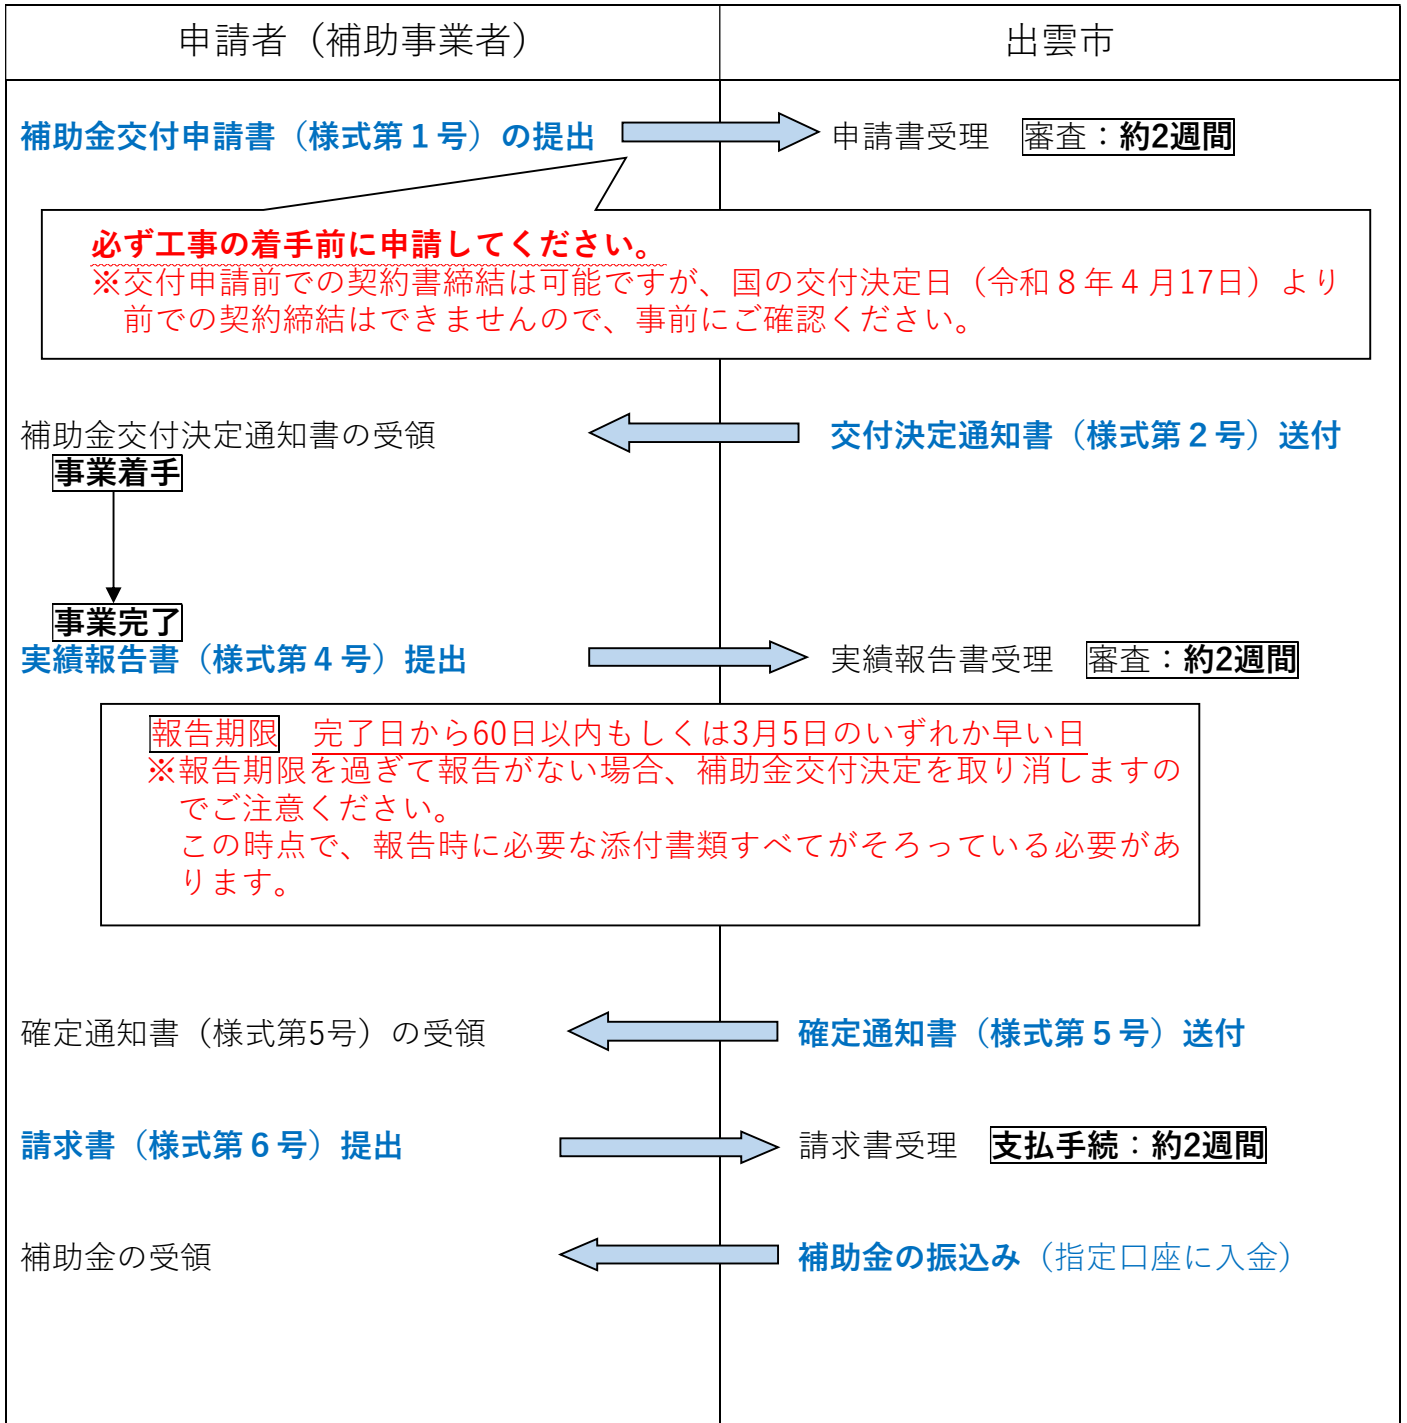 申請者（補助事業者）　出雲市
補助金交付申請書（様式第１号）の提出　申請書受理　審査：約2週間
必ず工事の着手前に申請してください。
※交付申請前での契約書締結は可能ですが、国の交付決定日（令和８年４月17日）より
前での契約締結はできませんので、事前にご確認ください。
補助金交付決定通知書の受領　交付決定通知書（様式第２号）送付
事業着手
事業完了
実績報告書（様式第４号）提出　実績報告書受理　審査：約2週間
報告期限　完了日から60日以内もしくは3月5日のいずれか早い日
※報告期限を過ぎて報告がない場合、補助金交付決定を取り消しますの
でご注意ください。
この時点で、報告時に必要な添付書類すべてがそろっている必要があ
ります。
確定通知書（様式第5号）の受領　確定通知書（様式第５号）送付
請求書（様式第６号）提出　請求書受理　支払手続：約2週間
補助金の受領　補助金の振込み（指定口座に入金）